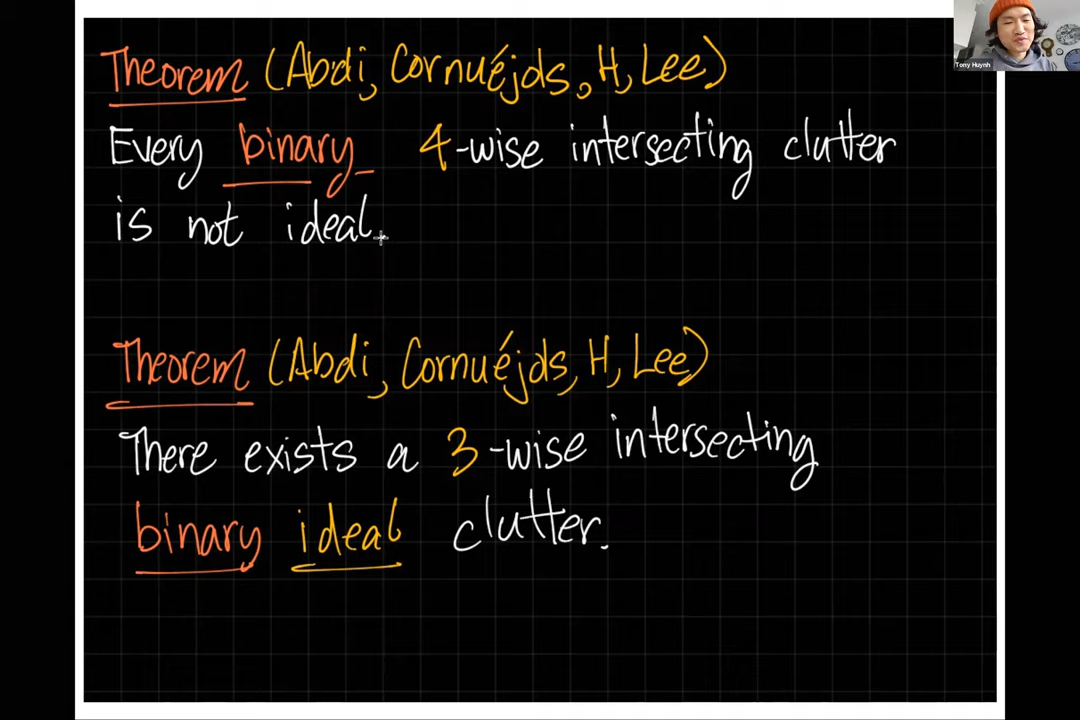 Theorem (Abdi, Cornuéjols, H, Lee)
Every binary 4-wise intersecting clutter
is not ideal.
Theorem (Abdi, Cornuéjols, H, Lee)
There exists a 3-wise intersecting
binary ideal clutter.
Tony Huynh